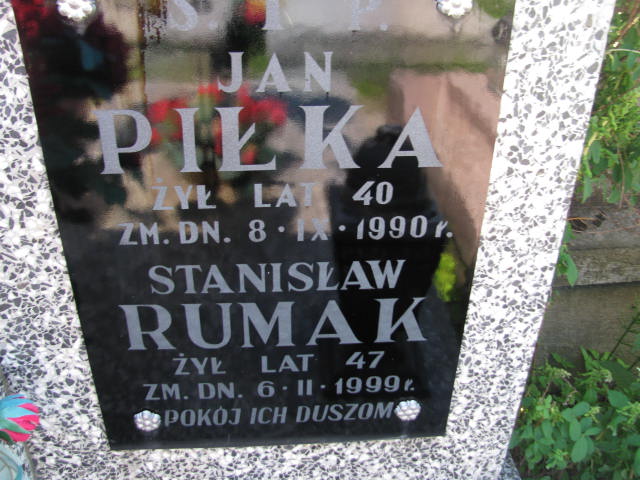 Ś. † P.
JAN
PIŁKA
ŻYŁ LAT 40
ZM. DN. 8 · IX · 1990 r.
STANISŁAW
RUMAK
ŻYŁ LAT 47
ZM. DN. 6 · II · 1999 r.
POKÓJ ICH DUSZOM